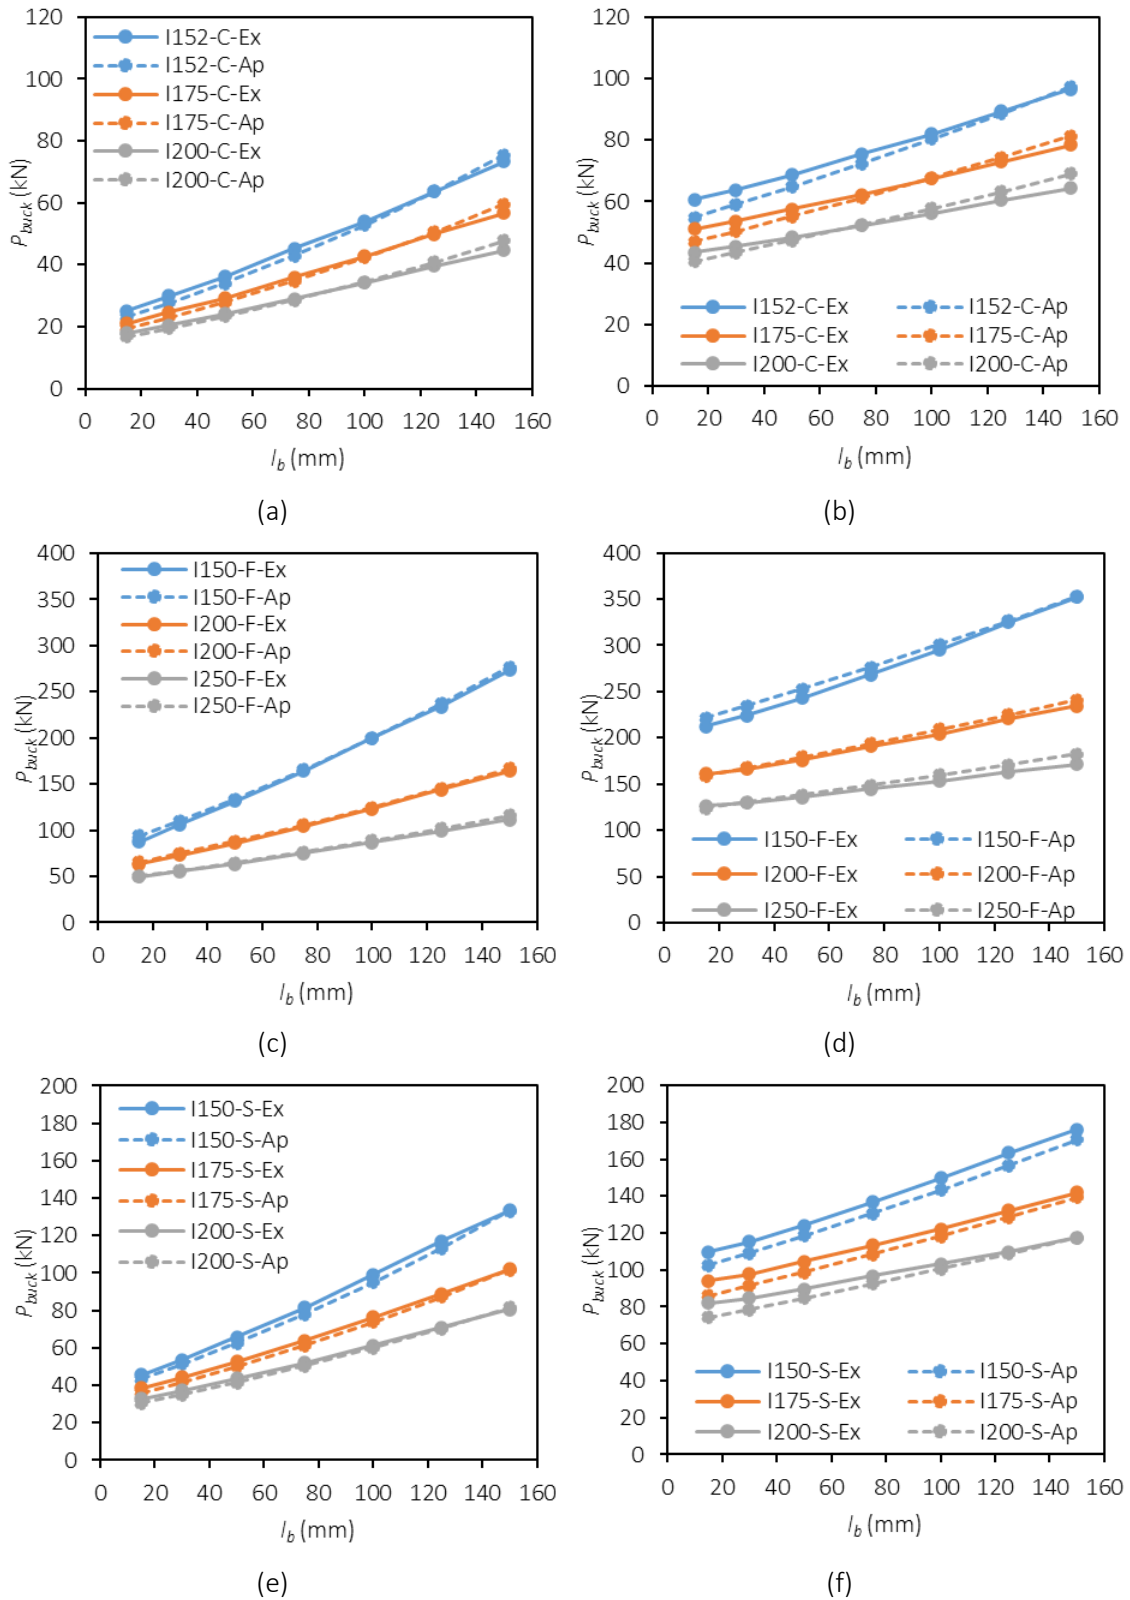 120
100
80
60
40
20
0
P_buck (kN)
I152-C-Ex
I152-C-Ap
I175-C-Ex
I175-C-Ap
I200-C-Ex
I200-C-Ap
0 20 40 60 80 100 120 140 160
l_b (mm)
(a)
120
100
80
60
40
20
0
P_buck (kN)
I152-C-Ex I152-C-Ap
I175-C-Ex I175-C-Ap
I200-C-Ex I200-C-Ap
0 20 40 60 80 100 120 140 160
l_b (mm)
(b)
400
350
300
250
200
150
100
50
0
P_buck (kN)
I150-F-Ex
I150-F-Ap
I200-F-Ex
I200-F-Ap
I250-F-Ex
I250-F-Ap
0 20 40 60 80 100 120 140 160
l_b (mm)
(c)
400
350
300
250
200
150
100
50
0
P_buck (kN)
I150-F-Ex I150-F-Ap
I200-F-Ex I200-F-Ap
I250-F-Ex I250-F-Ap
0 20 40 60 80 100 120 140 160
l_b (mm)
(d)
200
180
160
140
120
100
80
60
40
20
0
P_buck (kN)
I150-S-Ex
I150-S-Ap
I175-S-Ex
I175-S-Ap
I200-S-Ex
I200-S-Ap
0 20 40 60 80 100 120 140 160
l_b (mm)
(e)
200
180
160
140
120
100
80
60
40
20
0
P_buck (kN)
I150-S-Ex I150-S-Ap
I175-S-Ex I175-S-Ap
I200-S-Ex I200-S-Ap
0 20 40 60 80 100 120 140 160
l_b (mm)
(f)